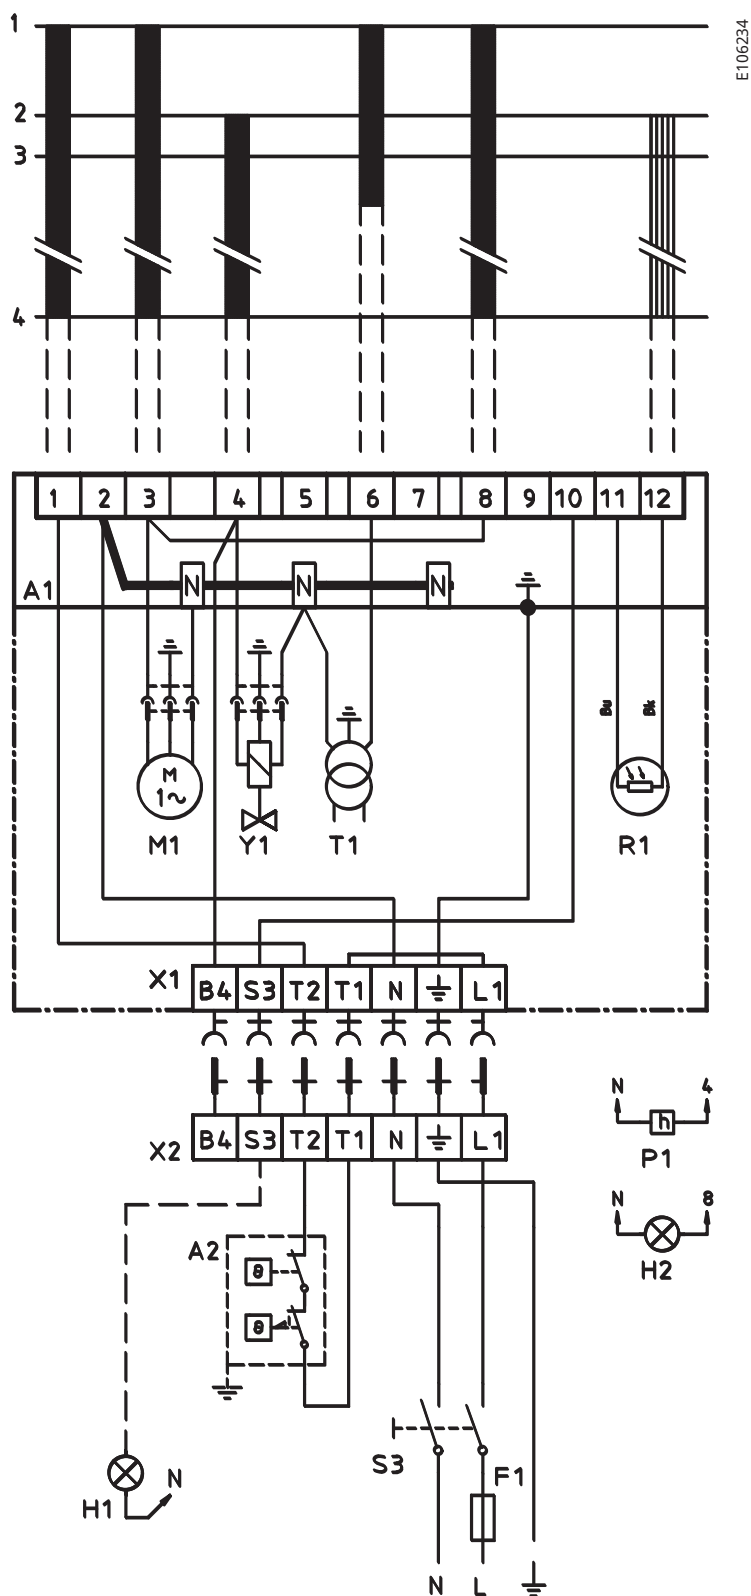 E106234
1
2
3
4
1 2 3 4 5 6 7 8 9 10 11 12
A1
N N N
Bu Bk
M
1~
M1 Y1 T1 R1
X1
B4 S3 T2 T1 N L1
X2
B4 S3 T2 T1 N L1
N 4
h
P1
N 8
H2
A2
S3
F1
H1
N
N L